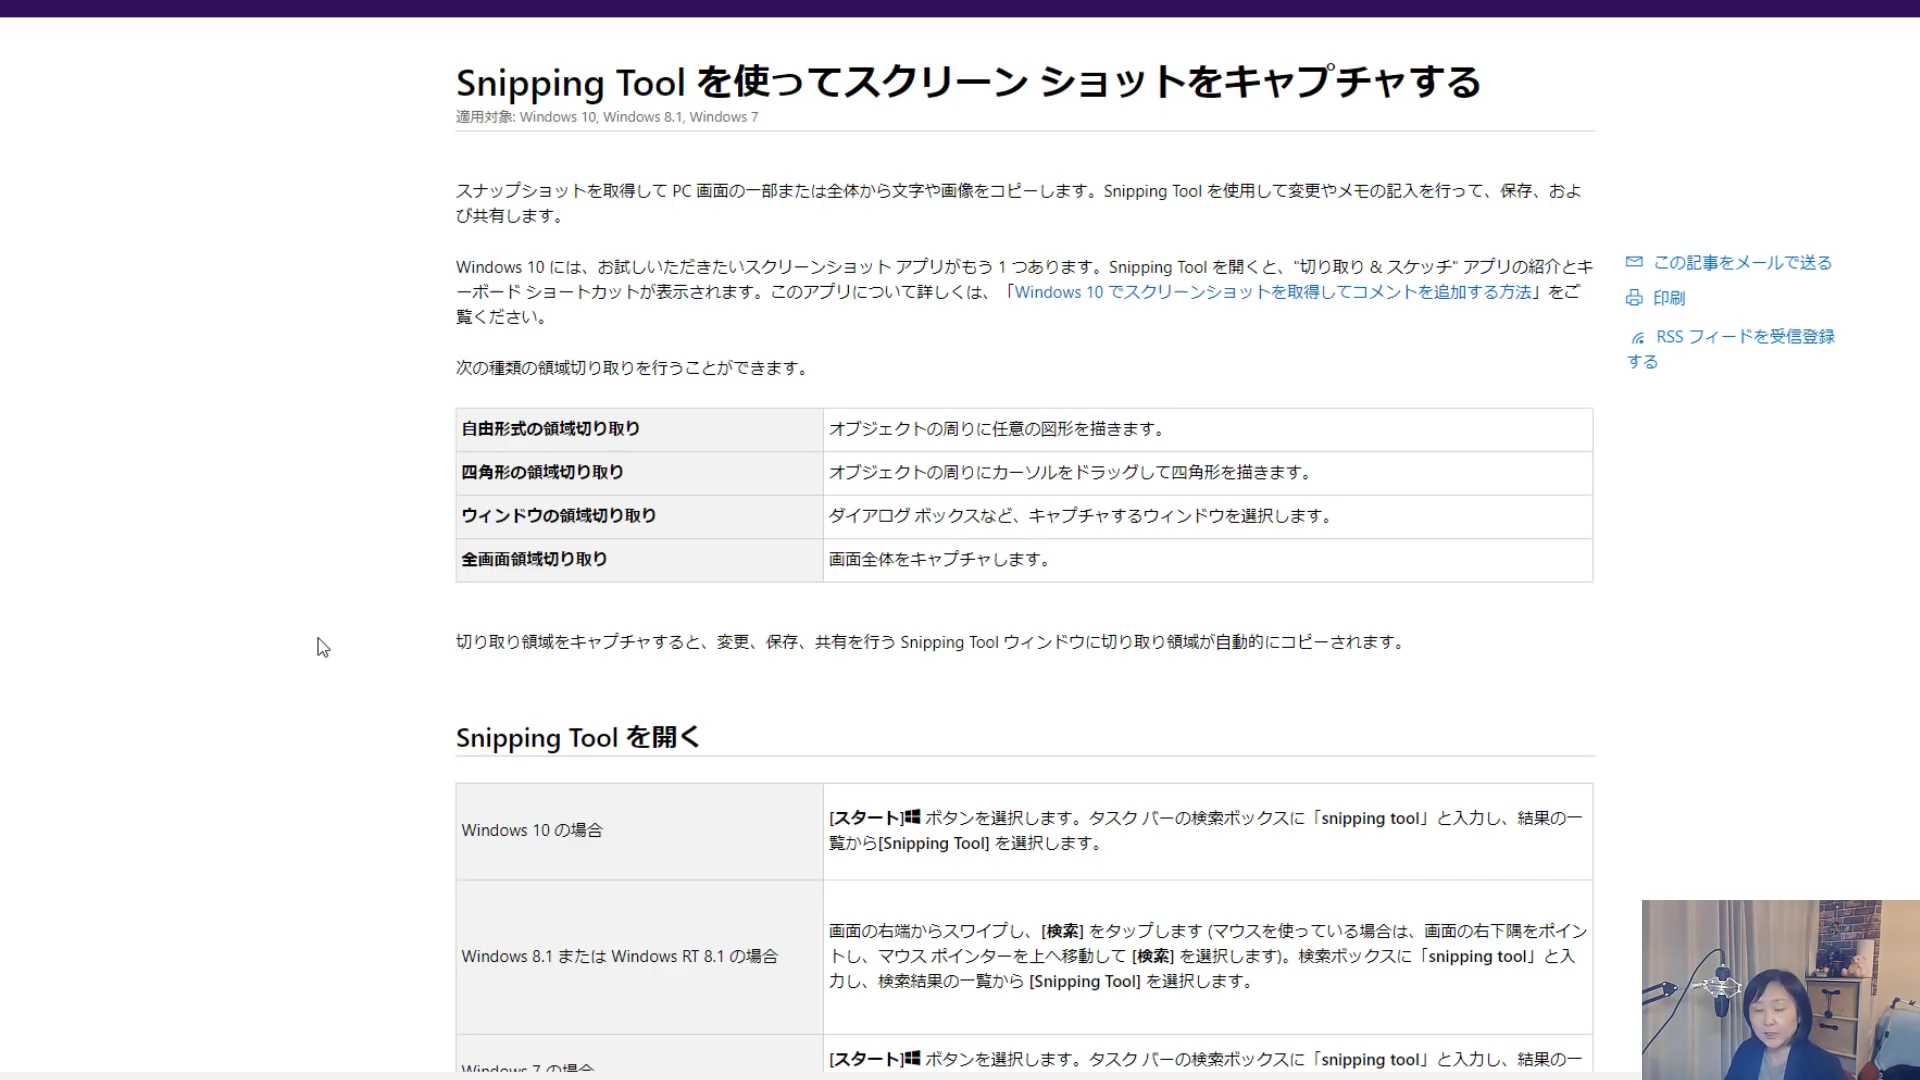 Snipping Tool を使ってスクリーン ショットをキャプチャする
適用対象: Windows 10, Windows 8.1, Windows 7
スナップショットを取得して PC 画面の一部または全体から文字や画像をコピーします。Snipping Tool を使用して変更やメモの記入を行って、保存、およ
び共有します。
Windows 10 には、お試しいただきたいスクリーンショット アプリがもう 1 つあります。Snipping Tool を開くと、"切り取り & スケッチ" アプリの紹介とキ
ーボード ショートカットが表示されます。このアプリについて詳しくは、「Windows 10 でスクリーンショットを取得してコメントを追加する方法」をご
覧ください。
この記事をメールで送る
印刷
RSS フィードを受信登録
する
次の種類の領域切り取りを行うことができます。
自由形式の領域切り取り オブジェクトの周りに任意の図形を描きます。
四角形の領域切り取り オブジェクトの周りにカーソルをドラッグして四角形を描きます。
ウィンドウの領域切り取り ダイアログ ボックスなど、キャプチャするウィンドウを選択します。
全画面領域切り取り 画面全体をキャプチャします。
切り取り領域をキャプチャすると、変更、保存、共有を行う Snipping Tool ウィンドウに切り取り領域が自動的にコピーされます。
Snipping Tool を開く
Windows 10 の場合
[スタート] ボタンを選択します。タスク バーの検索ボックスに「snipping tool」と入力し、結果の一
覧から[Snipping Tool] を選択します。
Windows 8.1 または Windows RT 8.1 の場合
画面の右端からスワイプし、[検索] をタップします (マウスを使っている場合は、画面の右下隅をポイン
トし、マウス ポインターを上へ移動して [検索] を選択します)。検索ボックスに「snipping tool」と入
力し、検索結果の一覧から [Snipping Tool] を選択します。
Windows 7 の場合
[スタート] ボタンを選択します。タスク バーの検索ボックスに「snipping tool」と入力し、結果の一